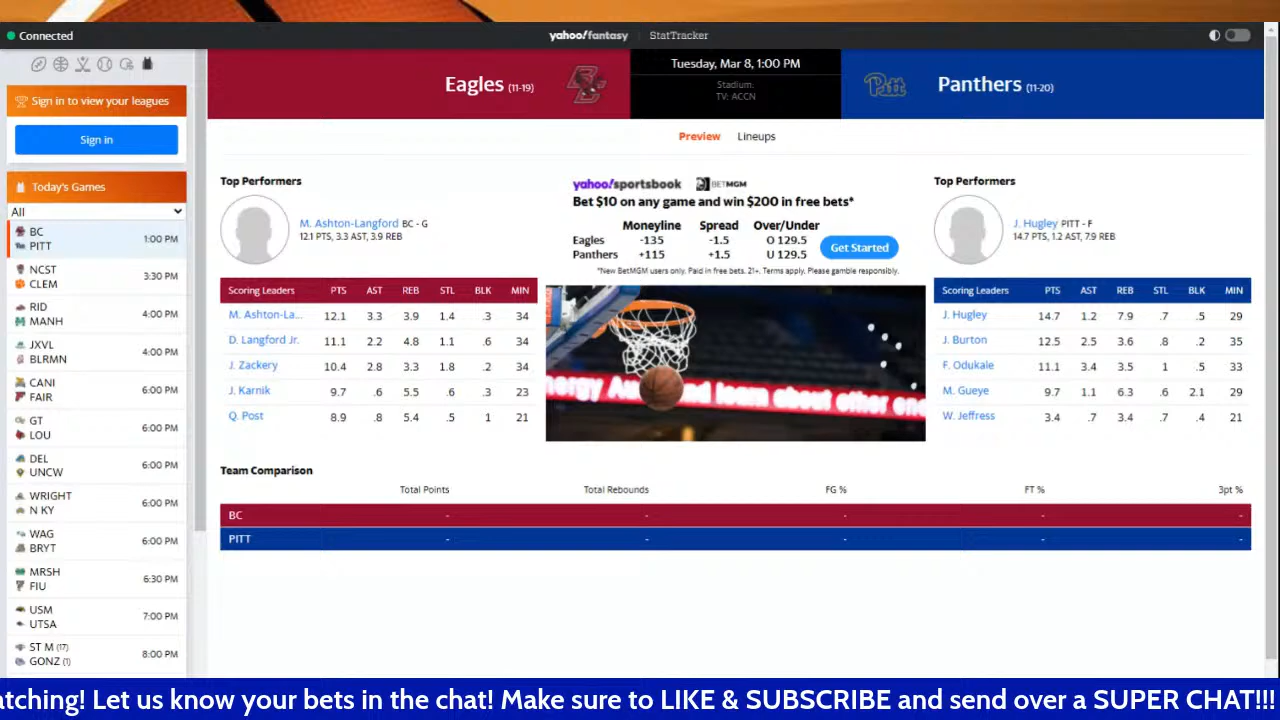 Connected
yahoo!fantasy StatTracker
Sign in to view your leagues
Sign in
Today's Games
All
BC
PITT
1:00 PM
NCST
CLEM
3:30 PM
RID
MANH
4:00 PM
JXVL
BLRMN
4:00 PM
CANI
FAIR
6:00 PM
GT
LOU
6:00 PM
DEL
UNCW
6:00 PM
WRIGHT
N KY
6:00 PM
WAG
BRYT
6:00 PM
MRSH
FIU
6:30 PM
USM
UTSA
7:00 PM
ST M (17)
GONZ (1)
8:00 PM
Eagles (11-19)
Tuesday, Mar 8, 1:00 PM
Stadium:
TV: ACCN
Pitt
Panthers (11-20)
Preview Lineups
Top Performers
M. Ashton-Langford BC - G
12.1 PTS, 3.3 AST, 3.9 REB
Scoring Leaders PTS AST REB STL BLK MIN
M. Ashton-La... 12.1 3.3 3.9 1.4 .3 34
D. Langford Jr. 11.1 2.2 4.8 1.1 .6 34
J. Zackery 10.4 2.8 3.3 1.8 .2 34
J. Karnik 9.7 .6 5.5 .6 .3 23
Q. Post 8.9 .8 5.4 .5 1 21
yahoo!sportsbook BETMGM
Bet $10 on any game and win $200 in free bets*
Moneyline Spread Over/Under
Eagles -135 -1.5 O 129.5
Panthers +115 +1.5 U 129.5
Get Started
*New BetMGM users only. Paid in free bets. 21+. Terms apply. Please gamble responsibly.
and learn about other
Top Performers
J. Hugley PITT - F
14.7 PTS, 1.2 AST, 7.9 REB
Scoring Leaders PTS AST REB STL BLK MIN
J. Hugley 14.7 1.2 7.9 .7 .5 29
J. Burton 12.5 2.5 3.6 .8 .2 35
F. Odukale 11.1 3.4 3.5 1 .5 33
M. Gueye 9.7 1.1 6.3 .6 2.1 29
W. Jeffress 3.4 .7 3.4 .7 .4 21
Team Comparison
Total Points Total Rebounds FG % FT % 3pt %
BC - - - - -
PITT - - - - -
atching! Let us know your bets in the chat! Make sure to LIKE & SUBSCRIBE and send over a SUPER CHAT!!!